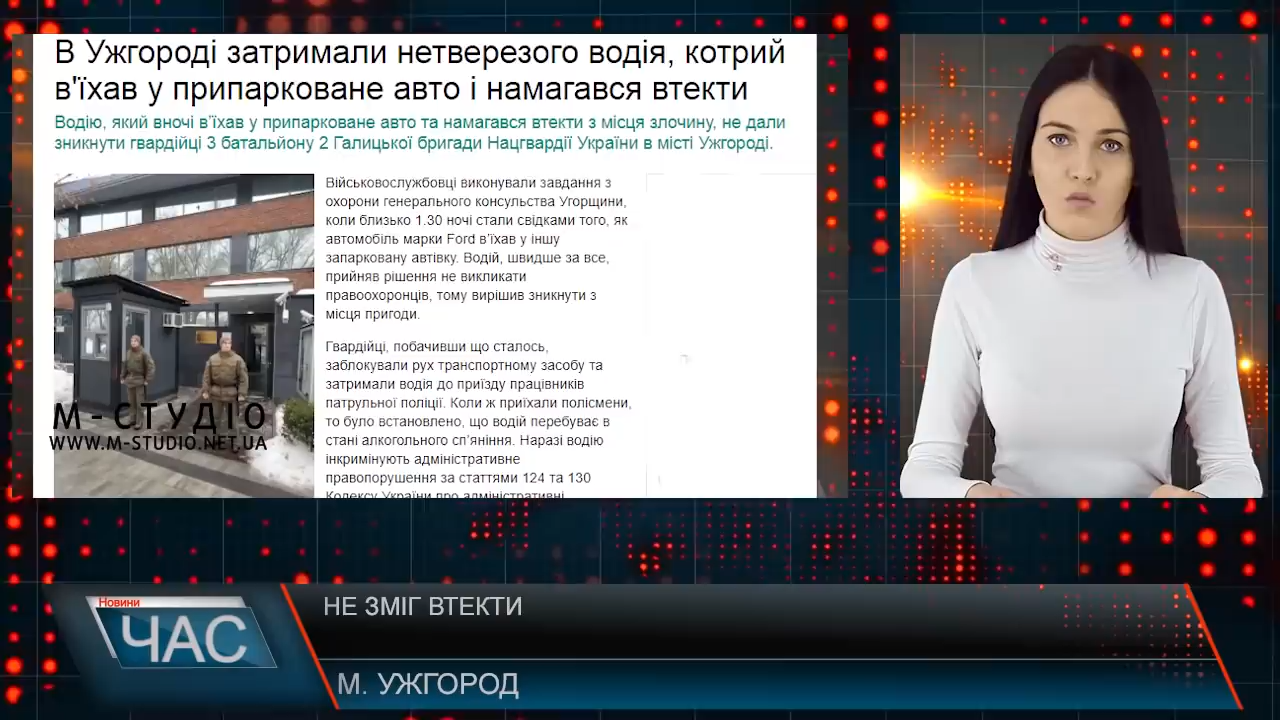 В Ужгороді затримали нетверезого водія, котрий
в'їхав у припарковане авто і намагався втекти
Водію, який вночі в'їхав у припарковане авто та намагався втекти з місця злочину, не дали
зникнути гвардійці 3 батальйону 2 Галицької бригади Нацгвардії України в місті Ужгороді.
Військовослужбовці виконували завдання з
охорони генерального консульства Угорщини,
коли близько 1.30 ночі стали свідками того, як
автомобіль марки Ford в'їхав у іншу
запарковану автівку. Водій, швидше за все,
прийняв рішення не викликати
правоохоронців, тому вирішив зникнути з
місця пригоди.
Гвардійці, побачивши що сталось,
заблокували рух транспортному засобу та
затримали водія до приїзду працівників
патрульної поліції. Коли ж приїхали полісмени,
то було встановлено, що водій перебуває в
стані алкогольного сп'яніння. Наразі водію
інкримінують адміністративне
правопорушення за статтями 124 та 130
Кодексу України про адміністративні
М-СТУДІО
WWW.M-STUDIO.NET.UA
Новини
ЧАС
НЕ ЗМІГ ВТЕКТИ
М. УЖГОРОД